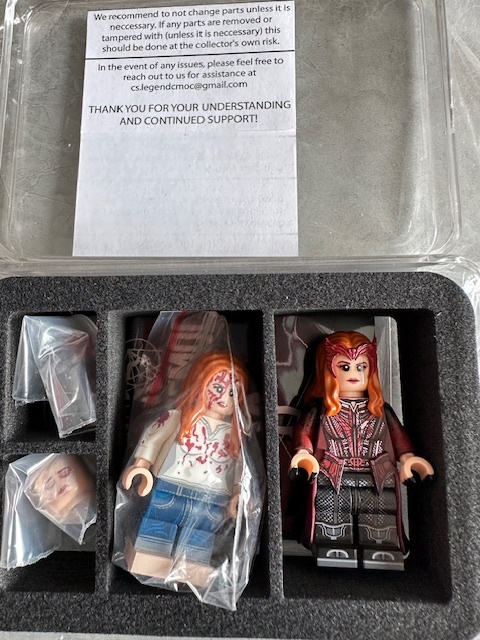 We recommend to not change parts unless it is
neccessary. If any parts are removed or
tampered with (unless it is neccessary) this
should be done at the collector's own risk.
In the event of any issues, please feel free to
reach out to us for assistance at
cs.legendcmoc@gmail.com
THANK YOU FOR YOUR UNDERSTANDING
AND CONTINUED SUPPORT!